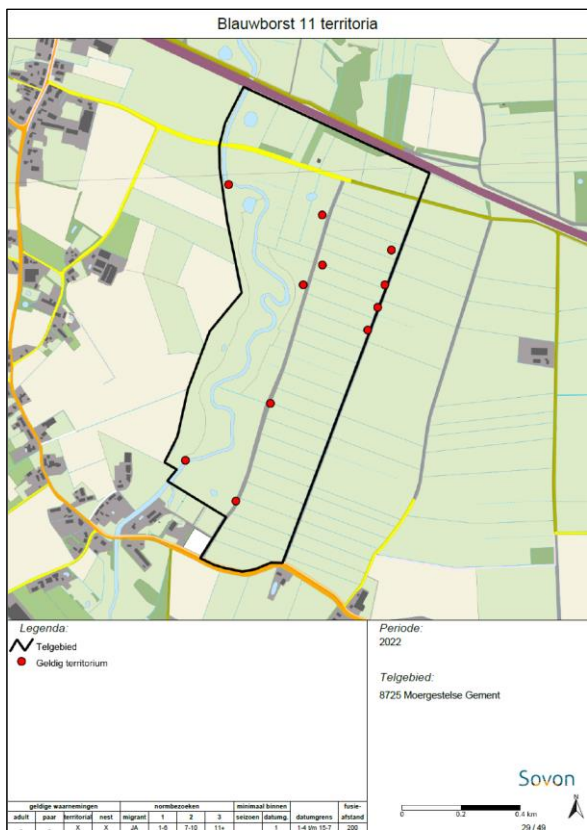 Blauwborst 11 territoria
Legenda:
Telgebied
Geldig territorium
Periode:
2022
Telgebied:
8725 Moergestelse Gement
Sovon
0 0.2 0.4 km
N
29 / 49
geldige waarnemingen normbezoeken minimaal binnen fusie-
adult paar territorial nest migrant 1 2 3 seizoen datumg. datumgrens afstand
. . X X JA 1-6 7-10 11+ 1 1-4 t/m 15-7 200